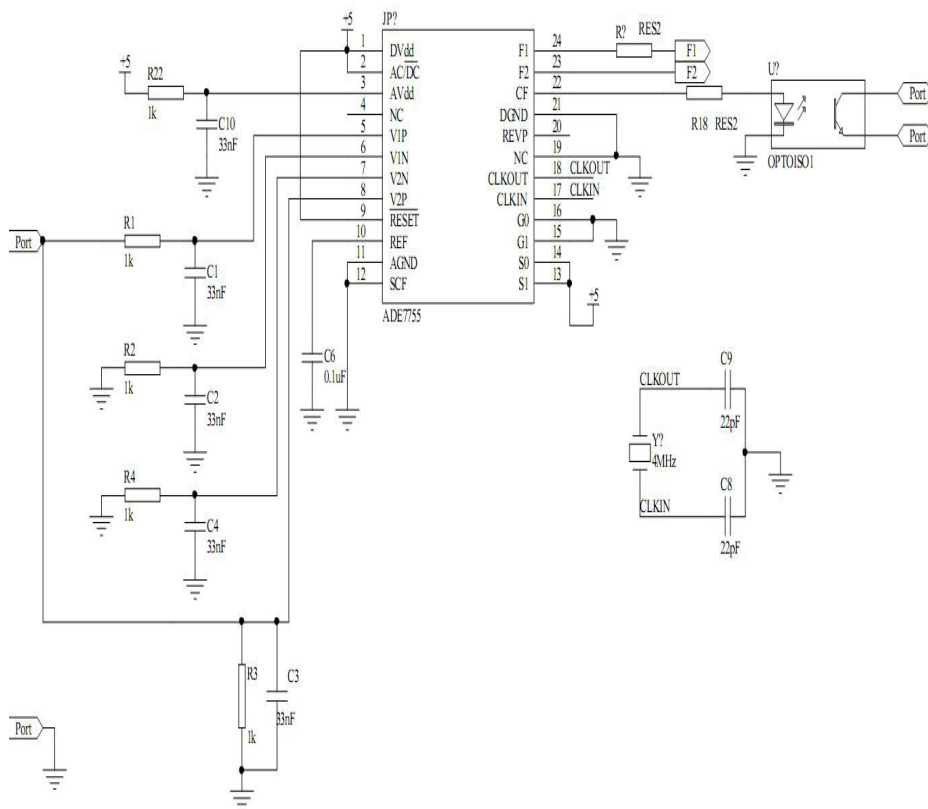 JP?
+5
1 DVdd
2 AC/DC
3 AVdd
4 NC
5 V1P
6 V1N
7 V2N
8 V2P
9 RESET
10 REF
11 AGND
12 SCF
F1 24
F2 23
CF 22
DGND 21
REVP 20
NC 19
CLKOUT 18 CLKOUT
CLKIN 17 CLKIN
G0 16
G1 15
S0 14
S1 13
ADE7755
R? RES2
F1
F2
R18 RES2
U?
OPTOISO1
Port
Port
+5
+5
R22
1k
C10
33nF
Port
R1
1k
C1
33nF
R2
1k
C2
33nF
R4
1k
C4
33nF
C6
0.1uF
R3
1k
C3
33nF
Port
CLKOUT
C9
22pF
Y?
4MHz
CLKIN
C8
22pF